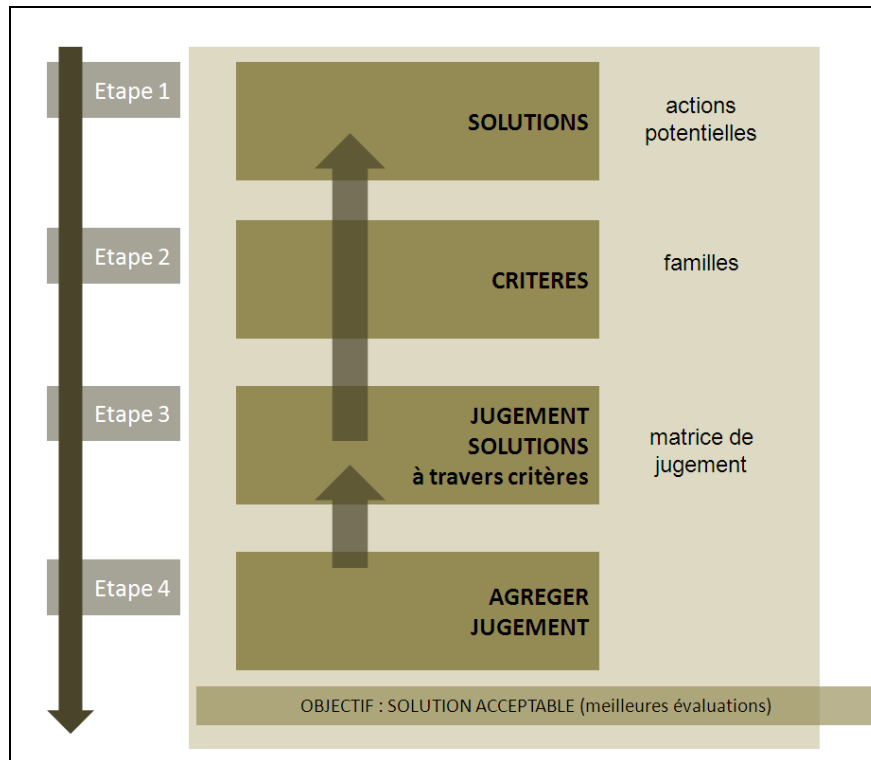 Etape 1
SOLUTIONS
actions
potentielles
Etape 2
CRITERES
familles
Etape 3
JUGEMENT
SOLUTIONS
à travers critères
matrice de
jugement
Etape 4
AGREGER
JUGEMENT
OBJECTIF : SOLUTION ACCEPTABLE (meilleures évaluations)